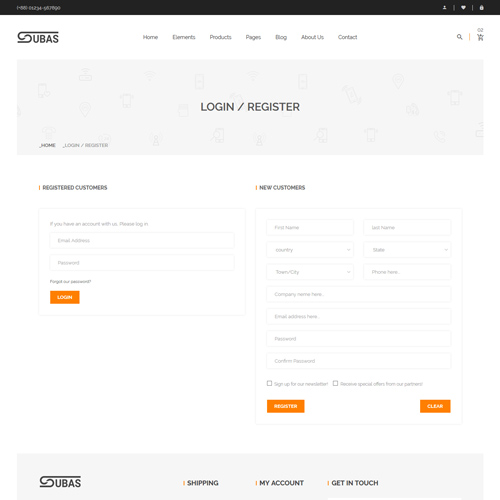 (+88) 01234-567890
SUBAS
Home Elements Products Pages Blog About Us Contact
02
LOGIN / REGISTER
_HOME _LOGIN / REGISTER
REGISTERED CUSTOMERS
If you have an account with us, Please log in.
Email Address
Password
Forgot our password?
LOGIN
NEW CUSTOMERS
First Name
last Name
country
State
Town/City
Phone here...
Company neme here...
Email address here...
Password
Confirm Password
Sign up for our newsletter!
Receive special offers from our partners!
REGISTER
CLEAR
SUBAS
SHIPPING
MY ACCOUNT
GET IN TOUCH